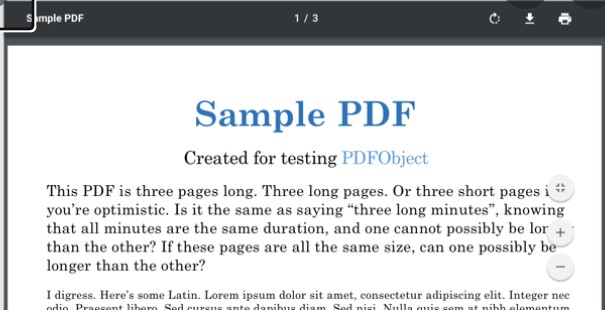 Sample PDF
1 / 3
Sample PDF
Created for testing PDFObject
This PDF is three pages long. Three long pages. Or three short pages
you're optimistic. Is it the same as saying “three long minutes”, knowing
that all minutes are the same duration, and one cannot possibly be
than the other? If these pages are all the same size, can one possibly be
longer than the other?
I digress. Here's some Latin. Lorem ipsum dolor sit amet, consectetur adipiscing elit. Integer nec
odio. Praesent libero. Sed cursus ante dapibus diam. Sed nisi. Nulla quis sem at nibh elementum